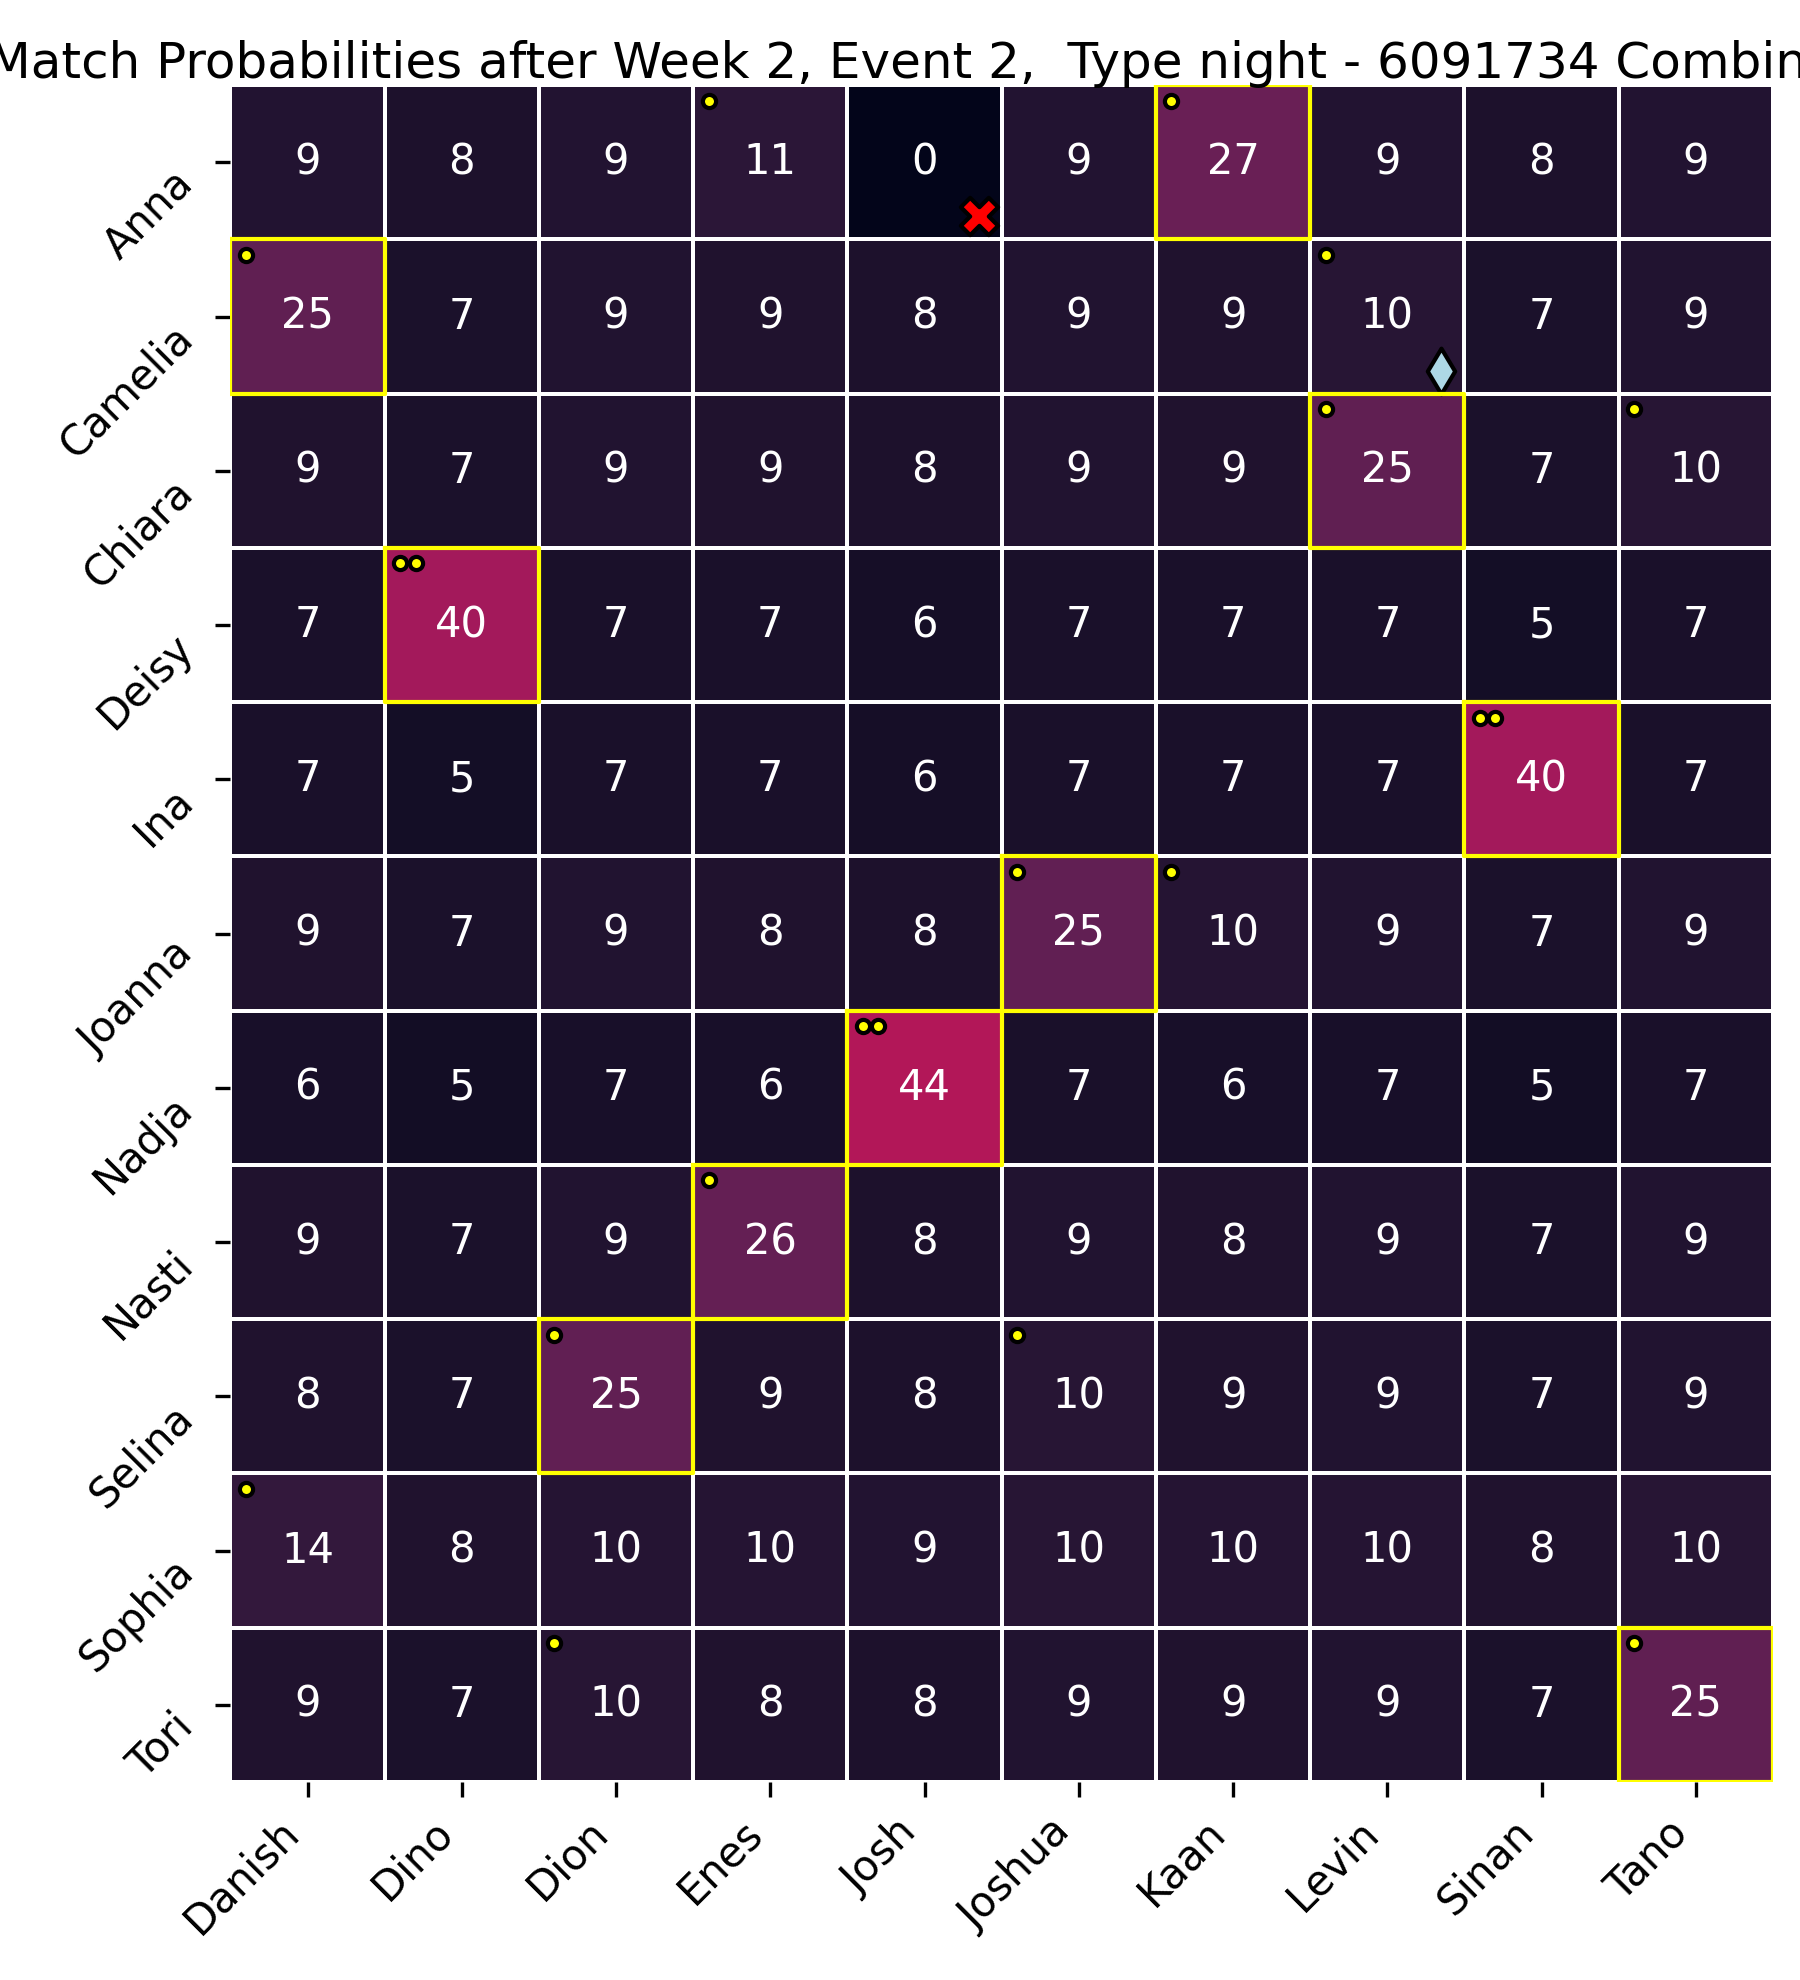 Match Probabilities after Week 2, Event 2,  Type night - 6091734 Combin
Anna 9 8 9 11 0 9 27 9 8 9
Camelia 25 7 9 9 8 9 9 10 7 9
Chiara 9 7 9 9 8 9 9 25 7 10
Deisy 7 40 7 7 6 7 7 7 5 7
Ina 7 5 7 7 6 7 7 7 40 7
Joanna 9 7 9 8 8 25 10 9 7 9
Nadja 6 5 7 6 44 7 6 7 5 7
Nasti 9 7 9 26 8 9 8 9 7 9
Selina 8 7 25 9 8 10 9 9 7 9
Sophia 14 8 10 10 9 10 10 10 8 10
Tori 9 7 10 8 8 9 9 9 7 25
Danish Dino Dion Enes Josh Joshua Kaan Levin Sinan Tano